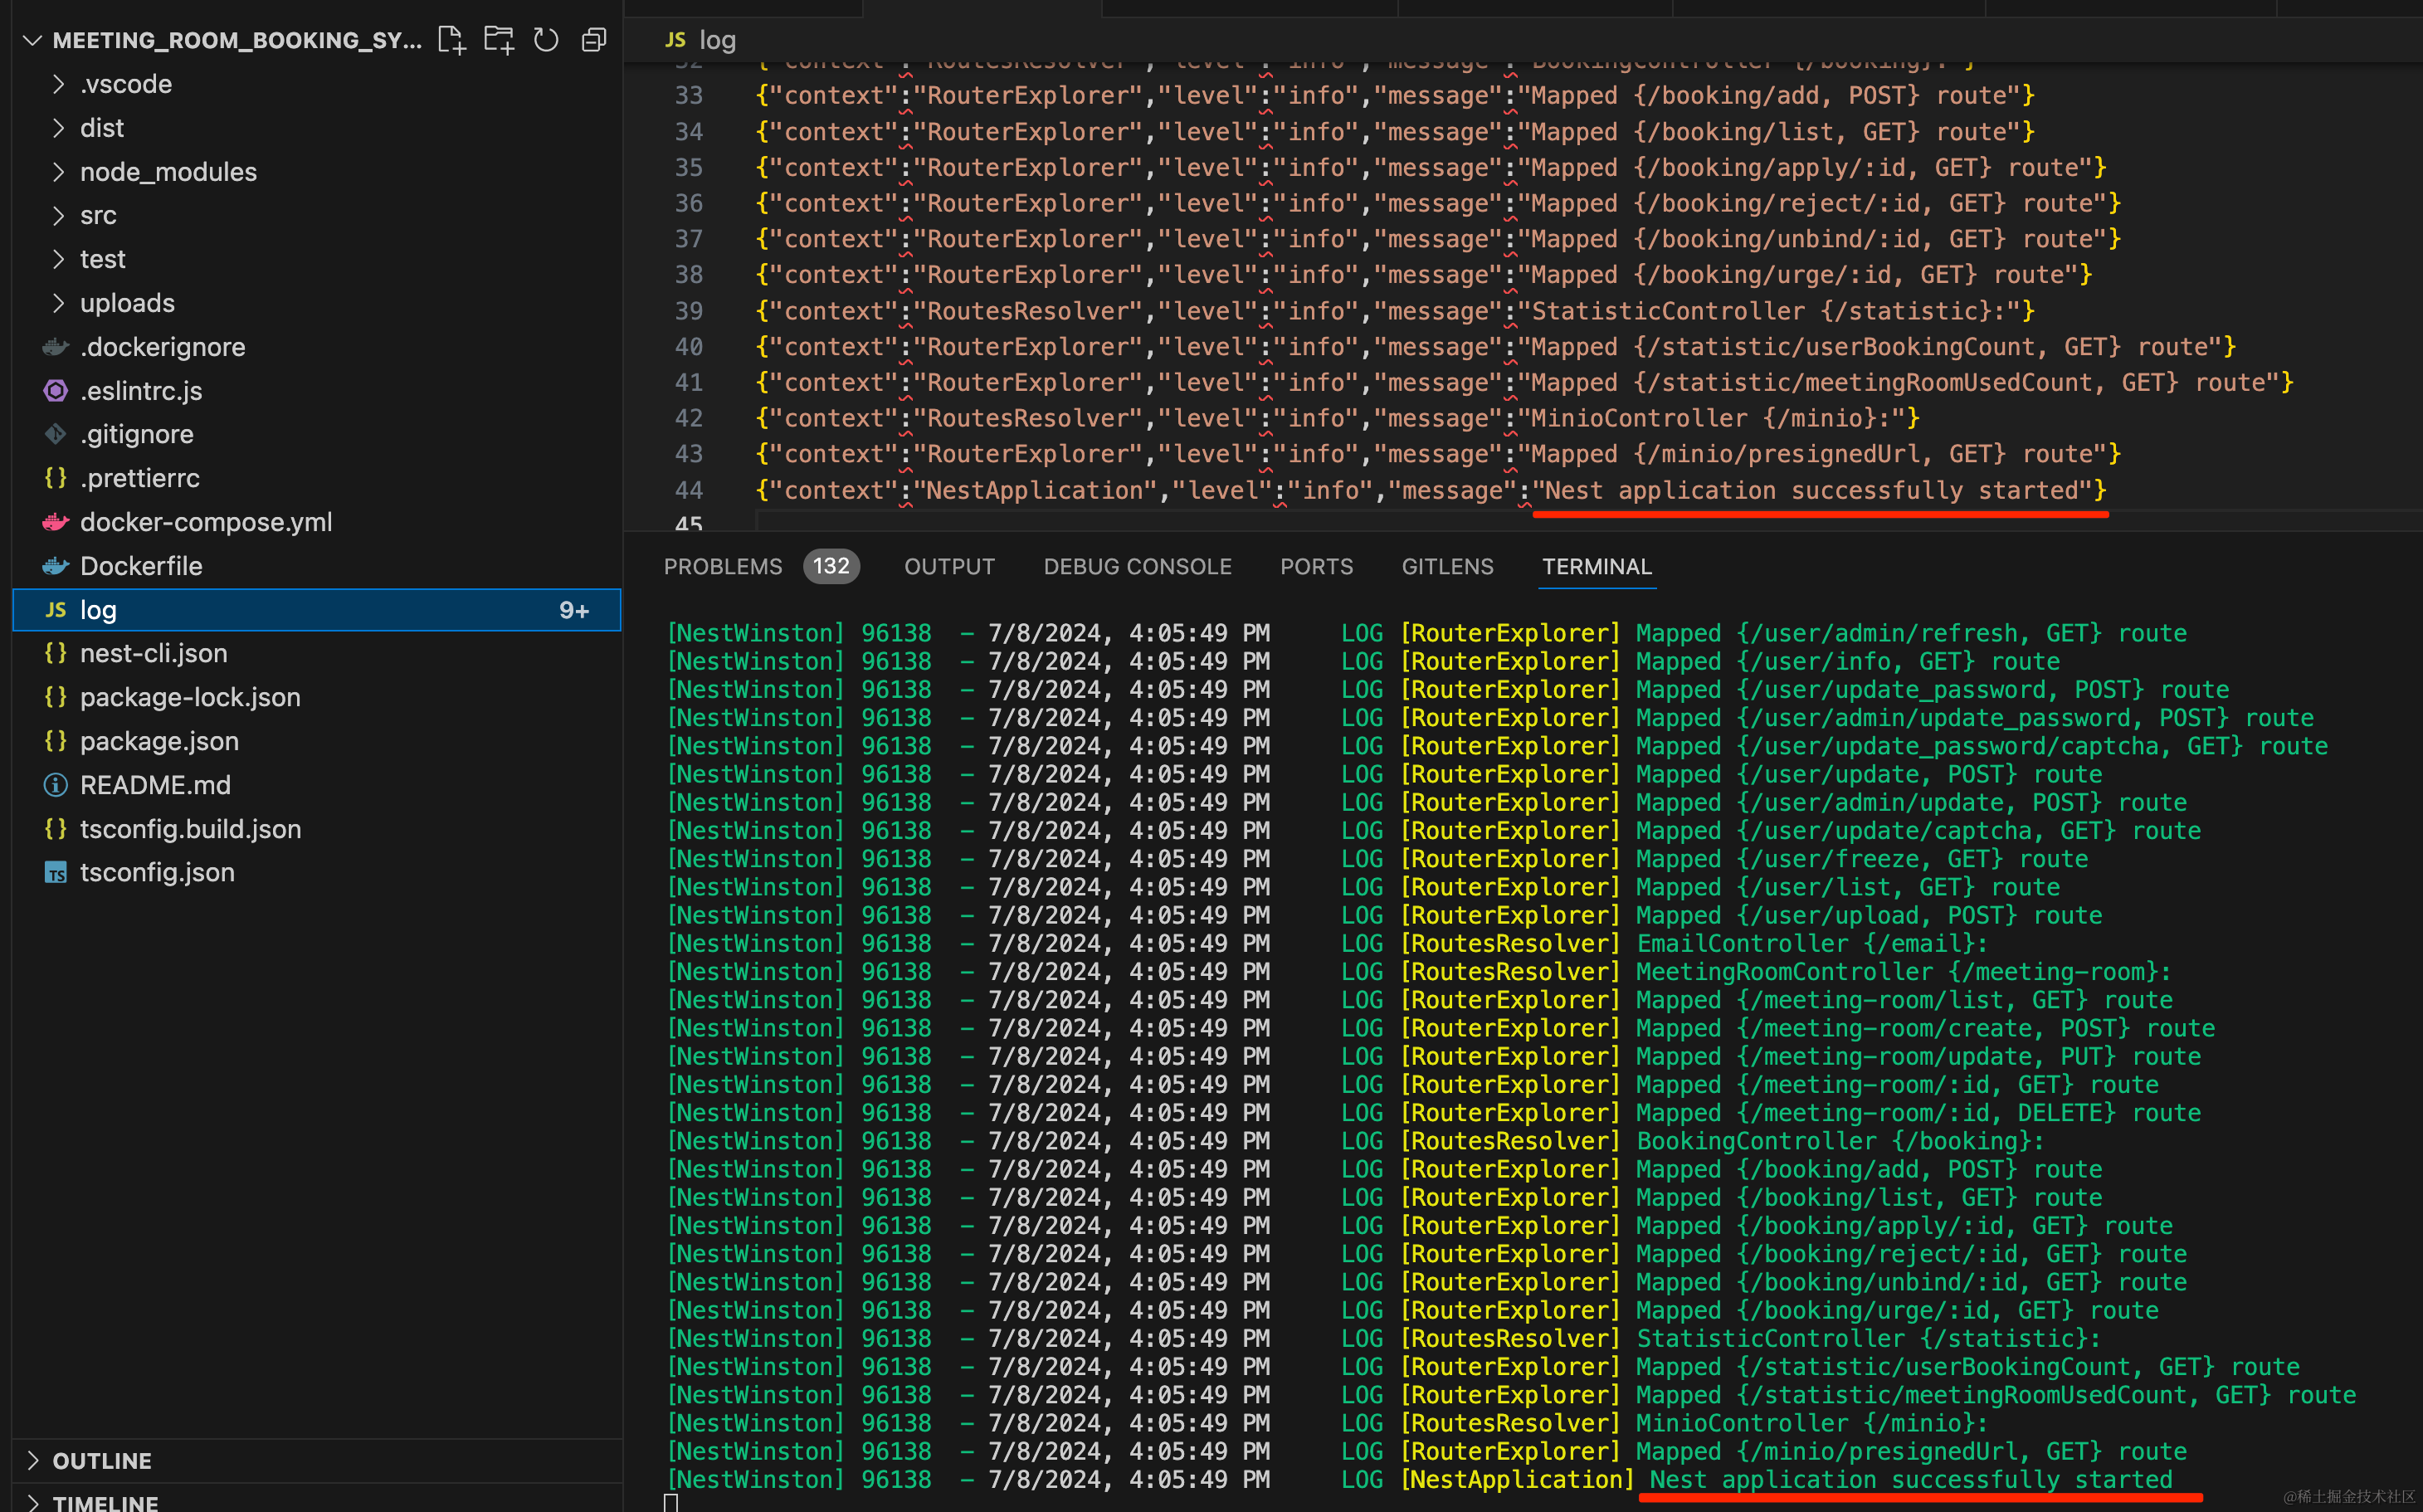 MEETING_ROOM_BOOKING_SY...
.vscode
dist
node_modules
src
test
uploads
.dockerignore
.eslintrc.js
.gitignore
.prettierrc
docker-compose.yml
Dockerfile
JS log 9+
nest-cli.json
package-lock.json
package.json
README.md
tsconfig.build.json
TS tsconfig.json
OUTLINE
TIMELINE
JS log
32 {"context":"RoutesResolver","level":"info","message":"BookingController {/booking}:"}
33 {"context":"RouterExplorer","level":"info","message":"Mapped {/booking/add, POST} route"}
34 {"context":"RouterExplorer","level":"info","message":"Mapped {/booking/list, GET} route"}
35 {"context":"RouterExplorer","level":"info","message":"Mapped {/booking/apply/:id, GET} route"}
36 {"context":"RouterExplorer","level":"info","message":"Mapped {/booking/reject/:id, GET} route"}
37 {"context":"RouterExplorer","level":"info","message":"Mapped {/booking/unbind/:id, GET} route"}
38 {"context":"RouterExplorer","level":"info","message":"Mapped {/booking/urge/:id, GET} route"}
39 {"context":"RoutesResolver","level":"info","message":"StatisticController {/statistic}:"}
40 {"context":"RouterExplorer","level":"info","message":"Mapped {/statistic/userBookingCount, GET} route"}
41 {"context":"RouterExplorer","level":"info","message":"Mapped {/statistic/meetingRoomUsedCount, GET} route"}
42 {"context":"RoutesResolver","level":"info","message":"MinioController {/minio}:"}
43 {"context":"RouterExplorer","level":"info","message":"Mapped {/minio/presignedUrl, GET} route"}
44 {"context":"NestApplication","level":"info","message":"Nest application successfully started"}
45
PROBLEMS 132 OUTPUT DEBUG CONSOLE PORTS GITLENS TERMINAL
[NestWinston] 96138 - 7/8/2024, 4:05:49 PM LOG [RouterExplorer] Mapped {/user/admin/refresh, GET} route
[NestWinston] 96138 - 7/8/2024, 4:05:49 PM LOG [RouterExplorer] Mapped {/user/info, GET} route
[NestWinston] 96138 - 7/8/2024, 4:05:49 PM LOG [RouterExplorer] Mapped {/user/update_password, POST} route
[NestWinston] 96138 - 7/8/2024, 4:05:49 PM LOG [RouterExplorer] Mapped {/user/admin/update_password, POST} route
[NestWinston] 96138 - 7/8/2024, 4:05:49 PM LOG [RouterExplorer] Mapped {/user/update_password/captcha, GET} route
[NestWinston] 96138 - 7/8/2024, 4:05:49 PM LOG [RouterExplorer] Mapped {/user/update, POST} route
[NestWinston] 96138 - 7/8/2024, 4:05:49 PM LOG [RouterExplorer] Mapped {/user/admin/update, POST} route
[NestWinston] 96138 - 7/8/2024, 4:05:49 PM LOG [RouterExplorer] Mapped {/user/update/captcha, GET} route
[NestWinston] 96138 - 7/8/2024, 4:05:49 PM LOG [RouterExplorer] Mapped {/user/freeze, GET} route
[NestWinston] 96138 - 7/8/2024, 4:05:49 PM LOG [RouterExplorer] Mapped {/user/list, GET} route
[NestWinston] 96138 - 7/8/2024, 4:05:49 PM LOG [RouterExplorer] Mapped {/user/upload, POST} route
[NestWinston] 96138 - 7/8/2024, 4:05:49 PM LOG [RoutesResolver] EmailController {/email}:
[NestWinston] 96138 - 7/8/2024, 4:05:49 PM LOG [RoutesResolver] MeetingRoomController {/meeting-room}:
[NestWinston] 96138 - 7/8/2024, 4:05:49 PM LOG [RouterExplorer] Mapped {/meeting-room/list, GET} route
[NestWinston] 96138 - 7/8/2024, 4:05:49 PM LOG [RouterExplorer] Mapped {/meeting-room/create, POST} route
[NestWinston] 96138 - 7/8/2024, 4:05:49 PM LOG [RouterExplorer] Mapped {/meeting-room/update, PUT} route
[NestWinston] 96138 - 7/8/2024, 4:05:49 PM LOG [RouterExplorer] Mapped {/meeting-room/:id, GET} route
[NestWinston] 96138 - 7/8/2024, 4:05:49 PM LOG [RouterExplorer] Mapped {/meeting-room/:id, DELETE} route
[NestWinston] 96138 - 7/8/2024, 4:05:49 PM LOG [RoutesResolver] BookingController {/booking}:
[NestWinston] 96138 - 7/8/2024, 4:05:49 PM LOG [RouterExplorer] Mapped {/booking/add, POST} route
[NestWinston] 96138 - 7/8/2024, 4:05:49 PM LOG [RouterExplorer] Mapped {/booking/list, GET} route
[NestWinston] 96138 - 7/8/2024, 4:05:49 PM LOG [RouterExplorer] Mapped {/booking/apply/:id, GET} route
[NestWinston] 96138 - 7/8/2024, 4:05:49 PM LOG [RouterExplorer] Mapped {/booking/reject/:id, GET} route
[NestWinston] 96138 - 7/8/2024, 4:05:49 PM LOG [RouterExplorer] Mapped {/booking/unbind/:id, GET} route
[NestWinston] 96138 - 7/8/2024, 4:05:49 PM LOG [RouterExplorer] Mapped {/booking/urge/:id, GET} route
[NestWinston] 96138 - 7/8/2024, 4:05:49 PM LOG [RoutesResolver] StatisticController {/statistic}:
[NestWinston] 96138 - 7/8/2024, 4:05:49 PM LOG [RouterExplorer] Mapped {/statistic/userBookingCount, GET} route
[NestWinston] 96138 - 7/8/2024, 4:05:49 PM LOG [RouterExplorer] Mapped {/statistic/meetingRoomUsedCount, GET} route
[NestWinston] 96138 - 7/8/2024, 4:05:49 PM LOG [RoutesResolver] MinioController {/minio}:
[NestWinston] 96138 - 7/8/2024, 4:05:49 PM LOG [RouterExplorer] Mapped {/minio/presignedUrl, GET} route
[NestWinston] 96138 - 7/8/2024, 4:05:49 PM LOG [NestApplication] Nest application successfully started
@稀土掘金技术社区